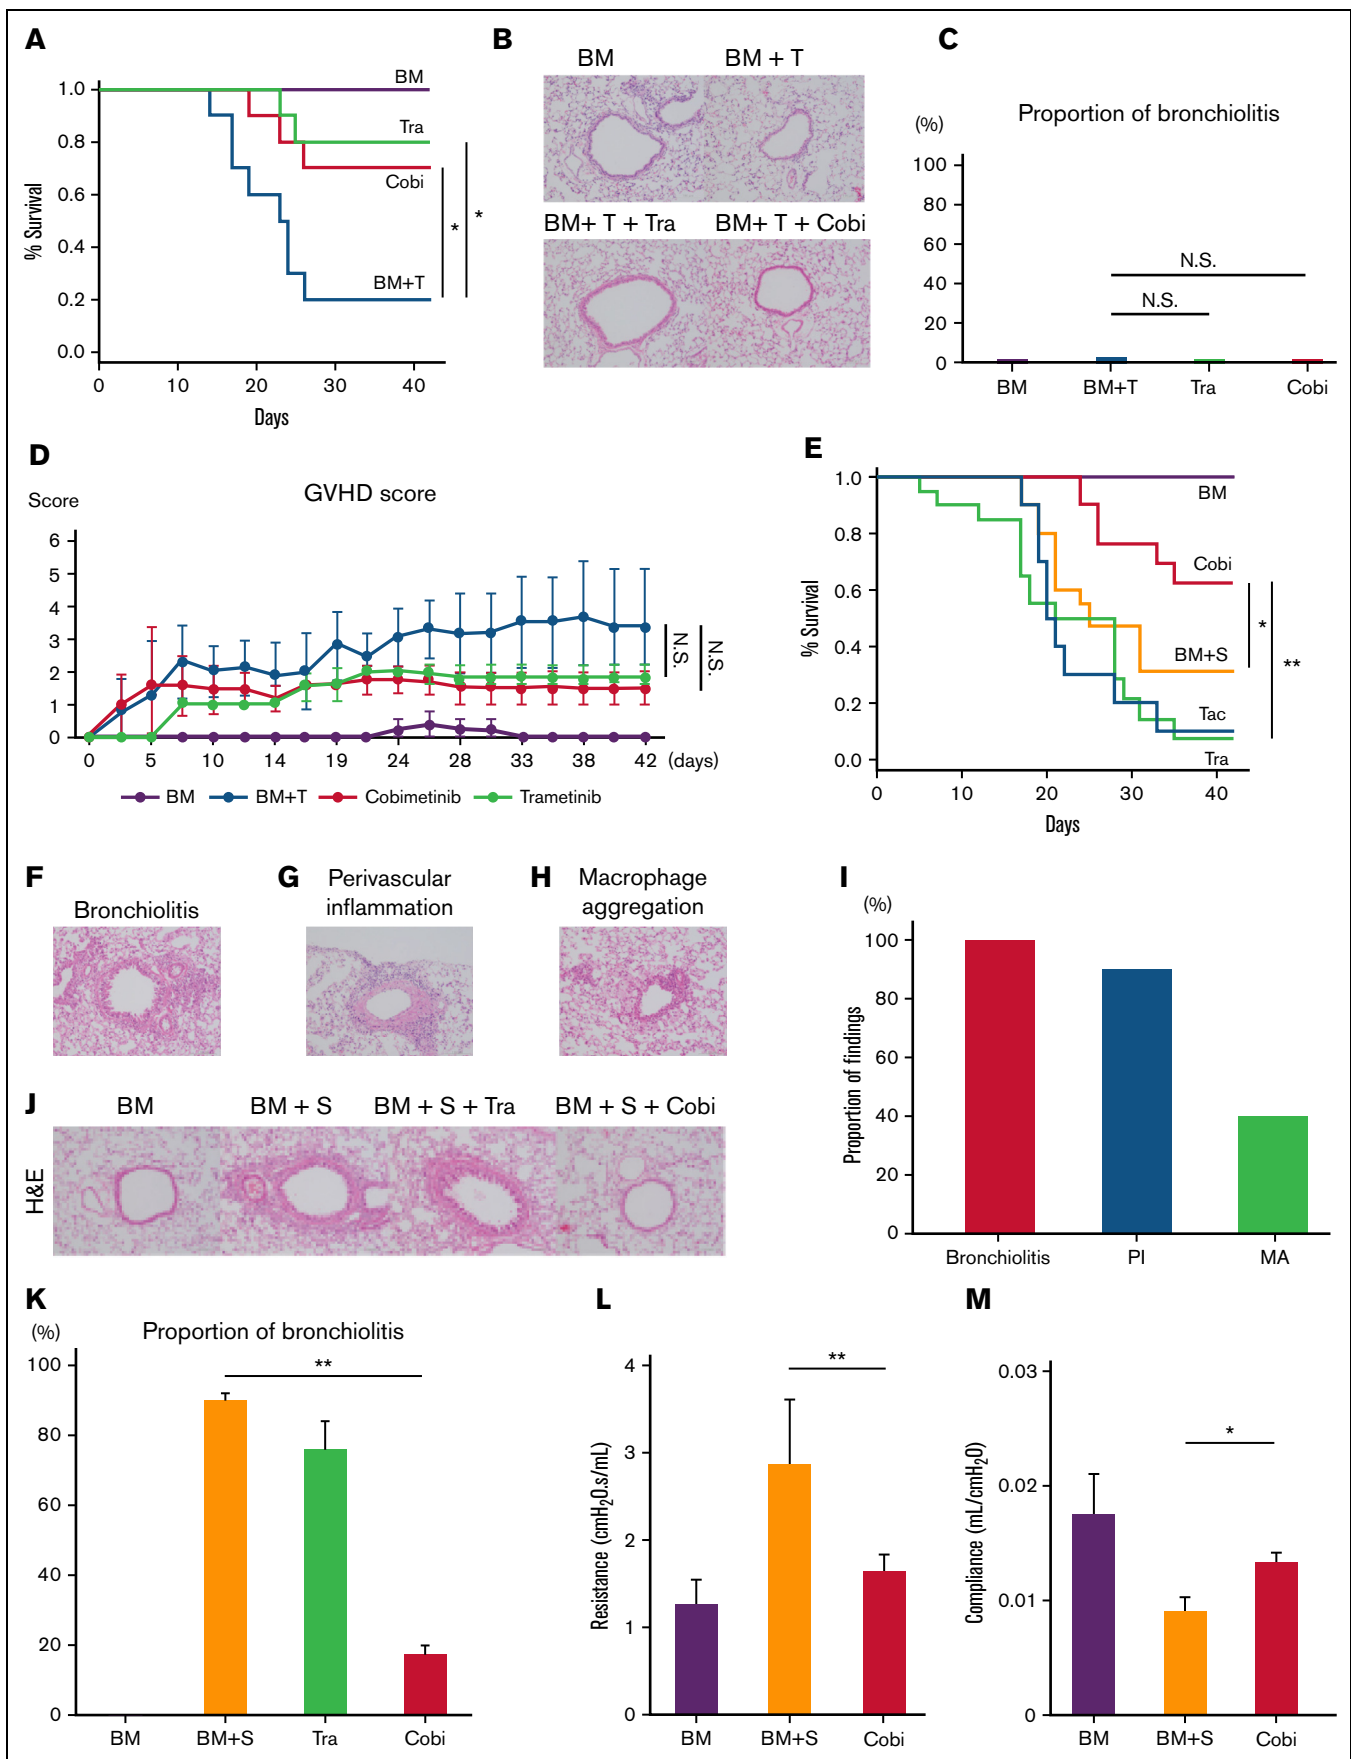 A
% Survival
1.0
0.8
0.6
0.4
0.2
0.0
BM
Tra
Cobi
BM+T
*
*
0 10 20 30 40
Days
B
BM BM + T
BM+ T + Tra BM+ T + Cobi
C
Proportion of bronchiolitis
(%)
100
80
60
40
20
0
N.S.
N.S.
BM BM+T Tra Cobi
D
GVHD score
Score
6
5
4
3
2
1
0
N.S.
N.S.
0 5 10 14 19 24 28 33 38 42 (days)
BM BM+T Cobimetinib Trametinib
E
% Survival
1.0
0.8
0.6
0.4
0.2
0.0
BM
Cobi
BM+S
Tac
Tra
*
**
0 10 20 30 40
Days
F
Bronchiolitis
G
Perivascular
inflammation
H
Macrophage
aggregation
I
(%)
Proportion of findings
100
80
60
40
20
0
Bronchiolitis PI MA
J
BM BM + S BM + S + Tra BM + S + Cobi
H&E
K
(%)
Proportion of bronchiolitis
100
80
60
40
20
0
**
BM BM+S Tra Cobi
L
Resistance (cmH2O.s/mL)
4
3
2
1
0
**
BM BM+S Cobi
M
Compliance (mL/cmH2O)
0.03
0.02
0.01
0
*
BM BM+S Cobi